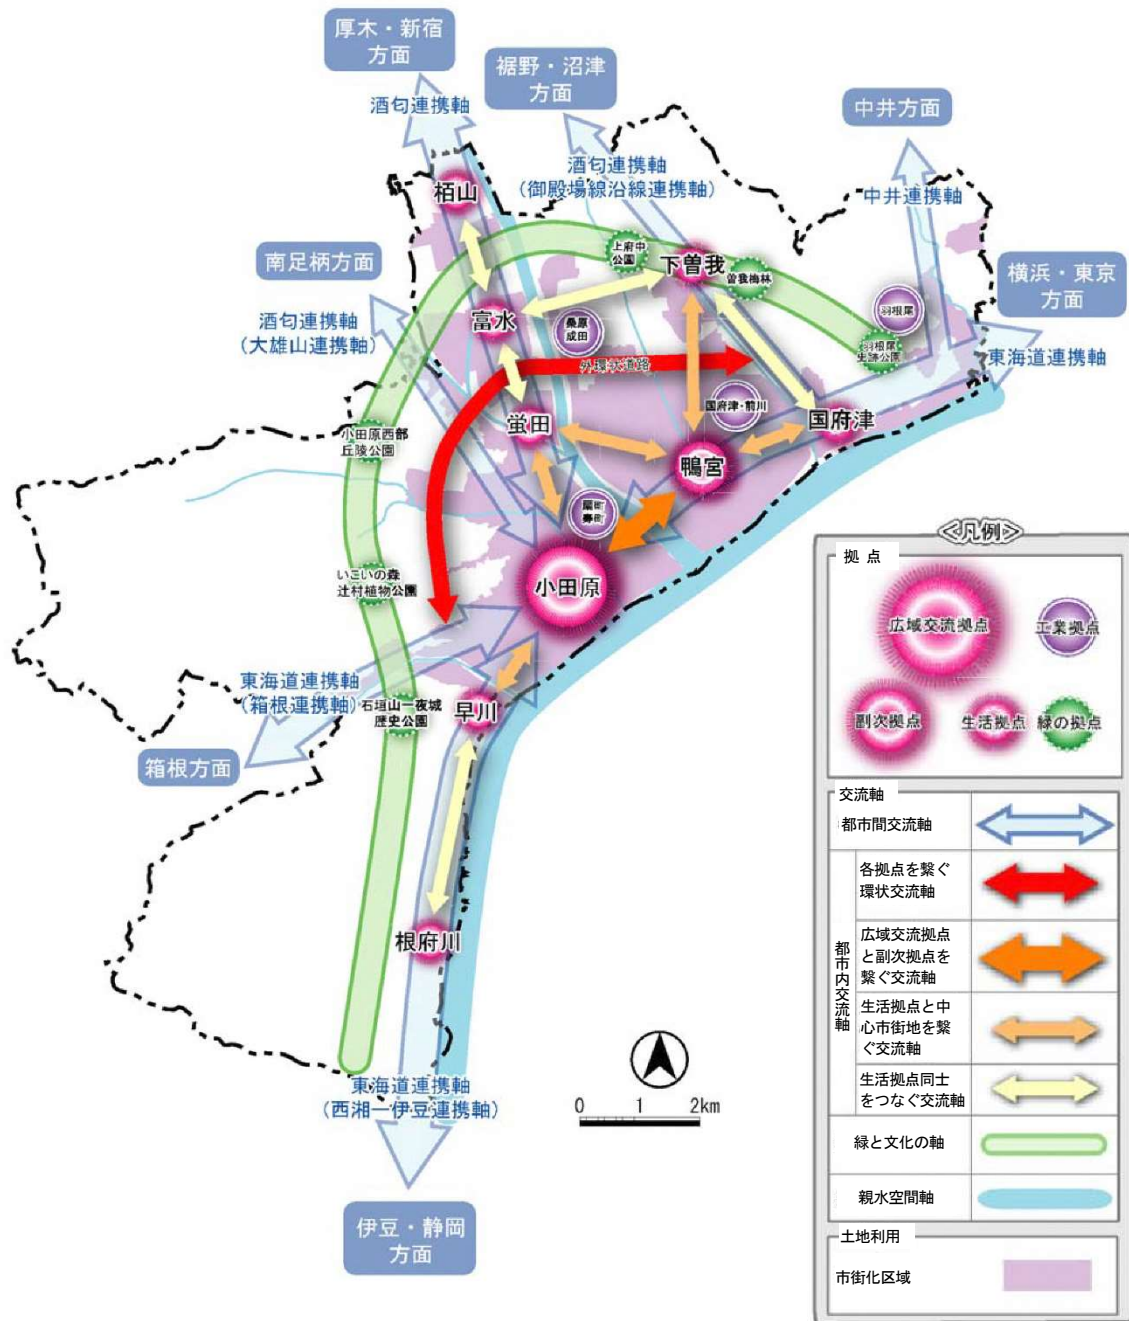 厚木・新宿
方面
裾野・沼津
方面
中井方面
酒匂連携軸
酒匂連携軸
(御殿場線沿線連携軸)
中井連携軸
栢山
南足柄方面
上府中
公園
下曽我
曽我梅林
横浜・東京
方面
酒匂連携軸
(大雄山連携軸)
富水
桑原
成田
羽根尾
羽根尾
史跡公園
東海道連携軸
外環状道路
小田原西部
丘陵公園
蛍田
国府津・前川
国府津
鴨宮
扇町
寿町
いこいの森
辻村植物公園
小田原
東海道連携軸
(箱根連携軸)
石垣山一夜城
歴史公園
早川
箱根方面
根府川
東海道連携軸
(西湘ー伊豆連携軸)
0 1 2km
伊豆・静岡
方面
<凡例>
拠 点
広域交流拠点
工業拠点
副次拠点
生活拠点
緑の拠点
交流軸
都市間交流軸
都市内交流軸
各拠点を繋ぐ
環状交流軸
広域交流拠点
と副次拠点を
繋ぐ交流軸
生活拠点と中
心市街地を繋
ぐ交流軸
生活拠点同士
をつなぐ交流軸
緑と文化の軸
親水空間軸
土地利用
市街化区域